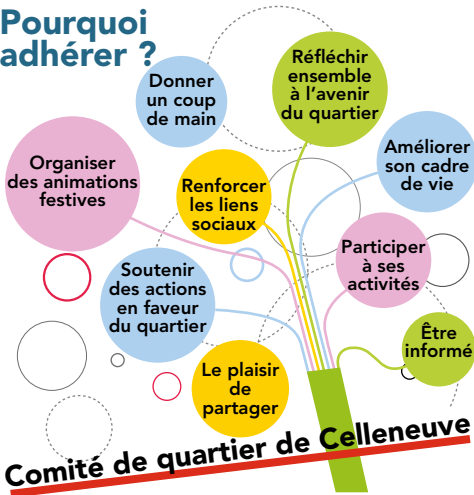 Pourquoi
adhérer ?
Donner
un coup
de main
Réfléchir
ensemble
à l'avenir
du quartier
Améliorer
son cadre
de vie
Organiser
des animations
festives
Renforcer
les liens
sociaux
Participer
à ses
activités
Soutenir
des actions
en faveur
du quartier
Être
informé
Le plaisir
de
partager
Comité de quartier de Celleneuve